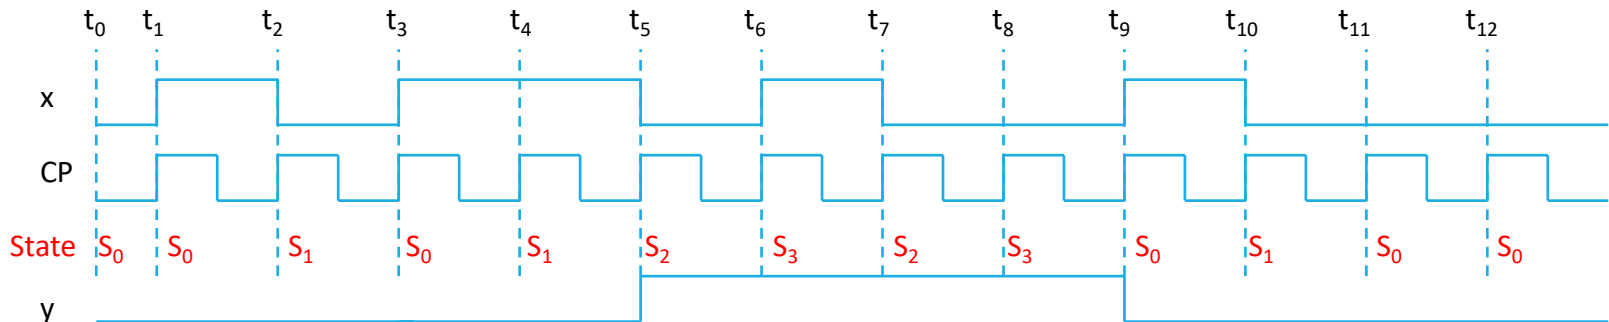 t₀ t₁ t₂ t₃ t₄ t₅ t₆ t₇ t₈ t₉ t₁₀ t₁₁ t₁₂
x
CP
State S₀ S₀ S₁ S₀ S₁ S₂ S₃ S₂ S₃ S₀ S₁ S₀ S₀
y